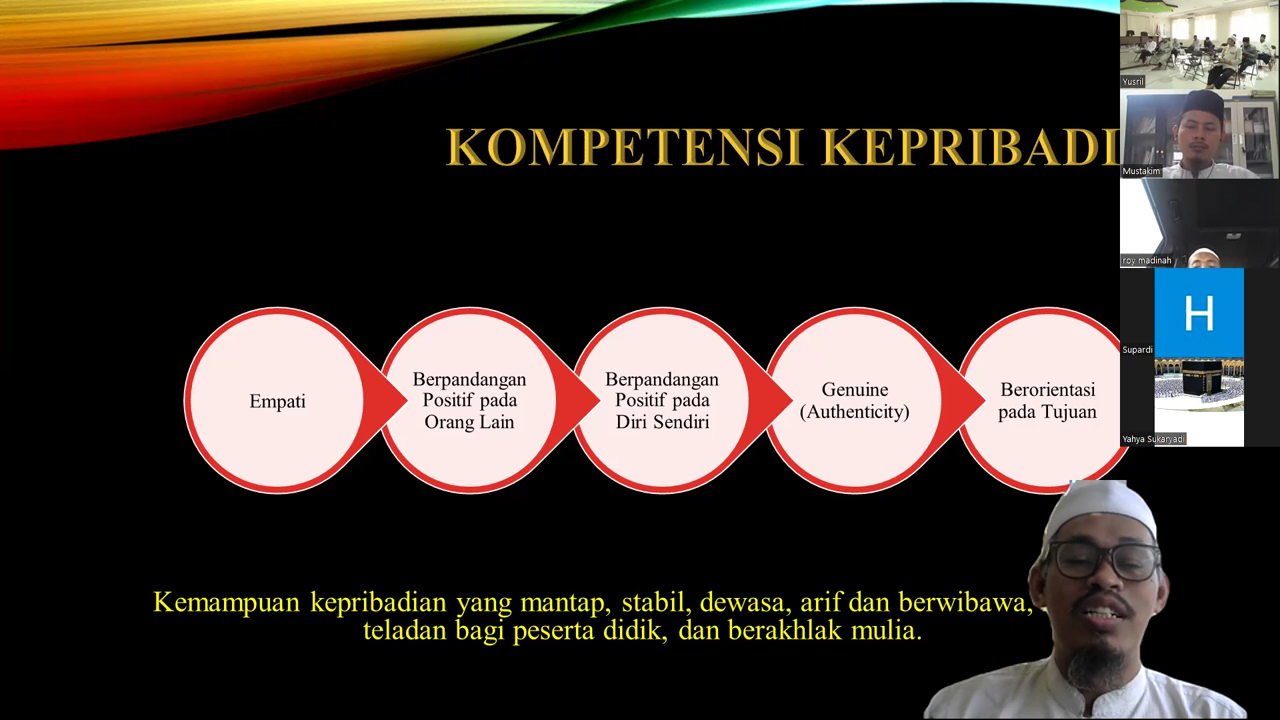 KOMPETENSI KEPRIBADI
Empati
Berpandangan
Positif pada
Orang Lain
Berpandangan
Positif pada
Diri Sendiri
Genuine
(Authenticity)
Berorientasi
pada Tujuan
Kemampuan kepribadian yang mantap, stabil, dewasa, arif dan berwibawa,
teladan bagi peserta didik, dan berakhlak mulia.
Yusril
Mustakim
roy madinah
H
Supardi
Yahya Sukaryadi